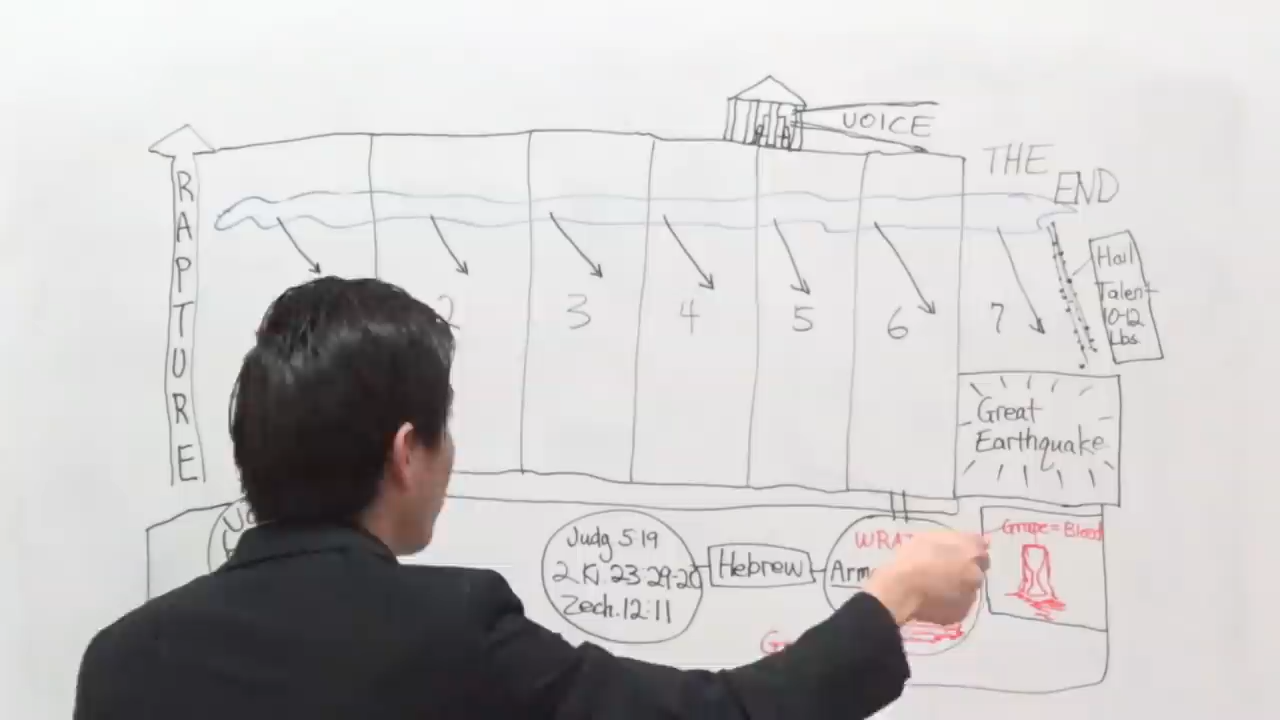 VOICE
THE
END
RAPTURE
2
3
4
5
6
7
Hail
Talent
10-12
Lbs.
Great
Earthquake
Judg 5:19
2 Ki. 23:29-20
Zech. 12:11
Hebrew
Grape = Blood